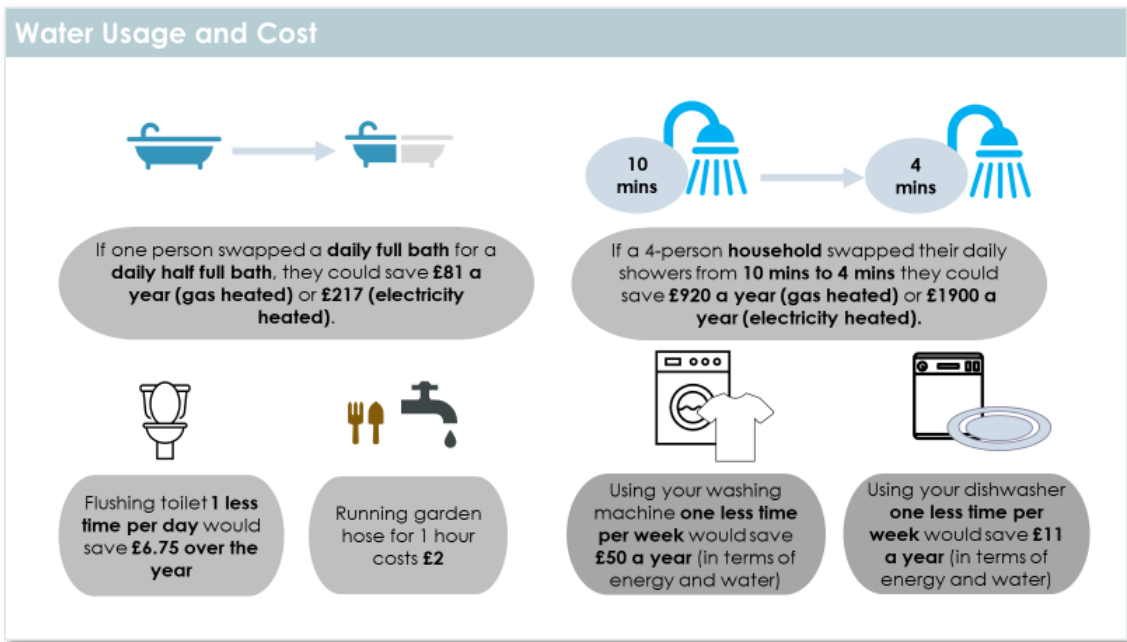 Water Usage and Cost
10
mins
4
mins
If one person swapped a daily full bath for a
daily half full bath, they could save £81 a
year (gas heated) or £217 (electricity
heated).
If a 4-person household swapped their daily
showers from 10 mins to 4 mins they could
save £920 a year (gas heated) or £1900 a
year (electricity heated).
Flushing toilet 1 less
time per day would
save £6.75 over the
year
Running garden
hose for 1 hour
costs £2
Using your washing
machine one less time
per week would save
£50 a year (in terms of
energy and water)
Using your dishwasher
one less time per
week would save £11
a year (in terms of
energy and water)